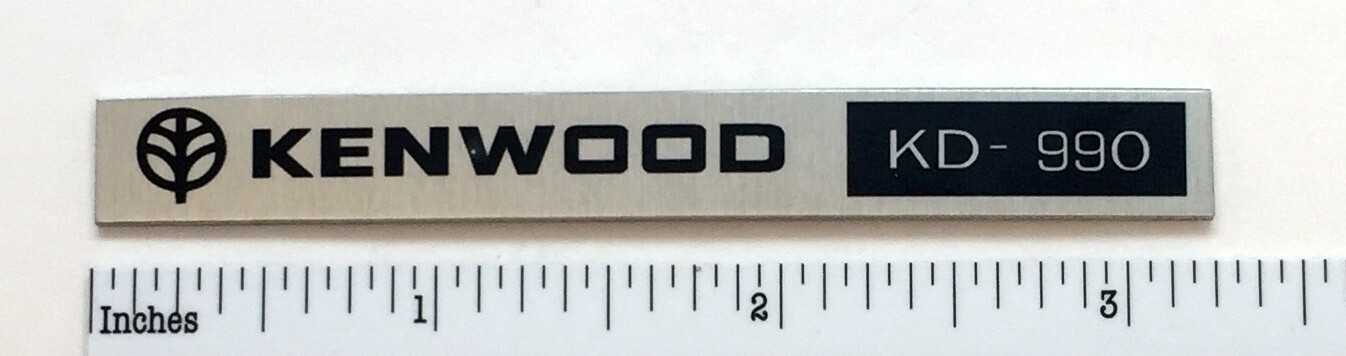 KENWOOD KD- 990
Inches 1 2 3